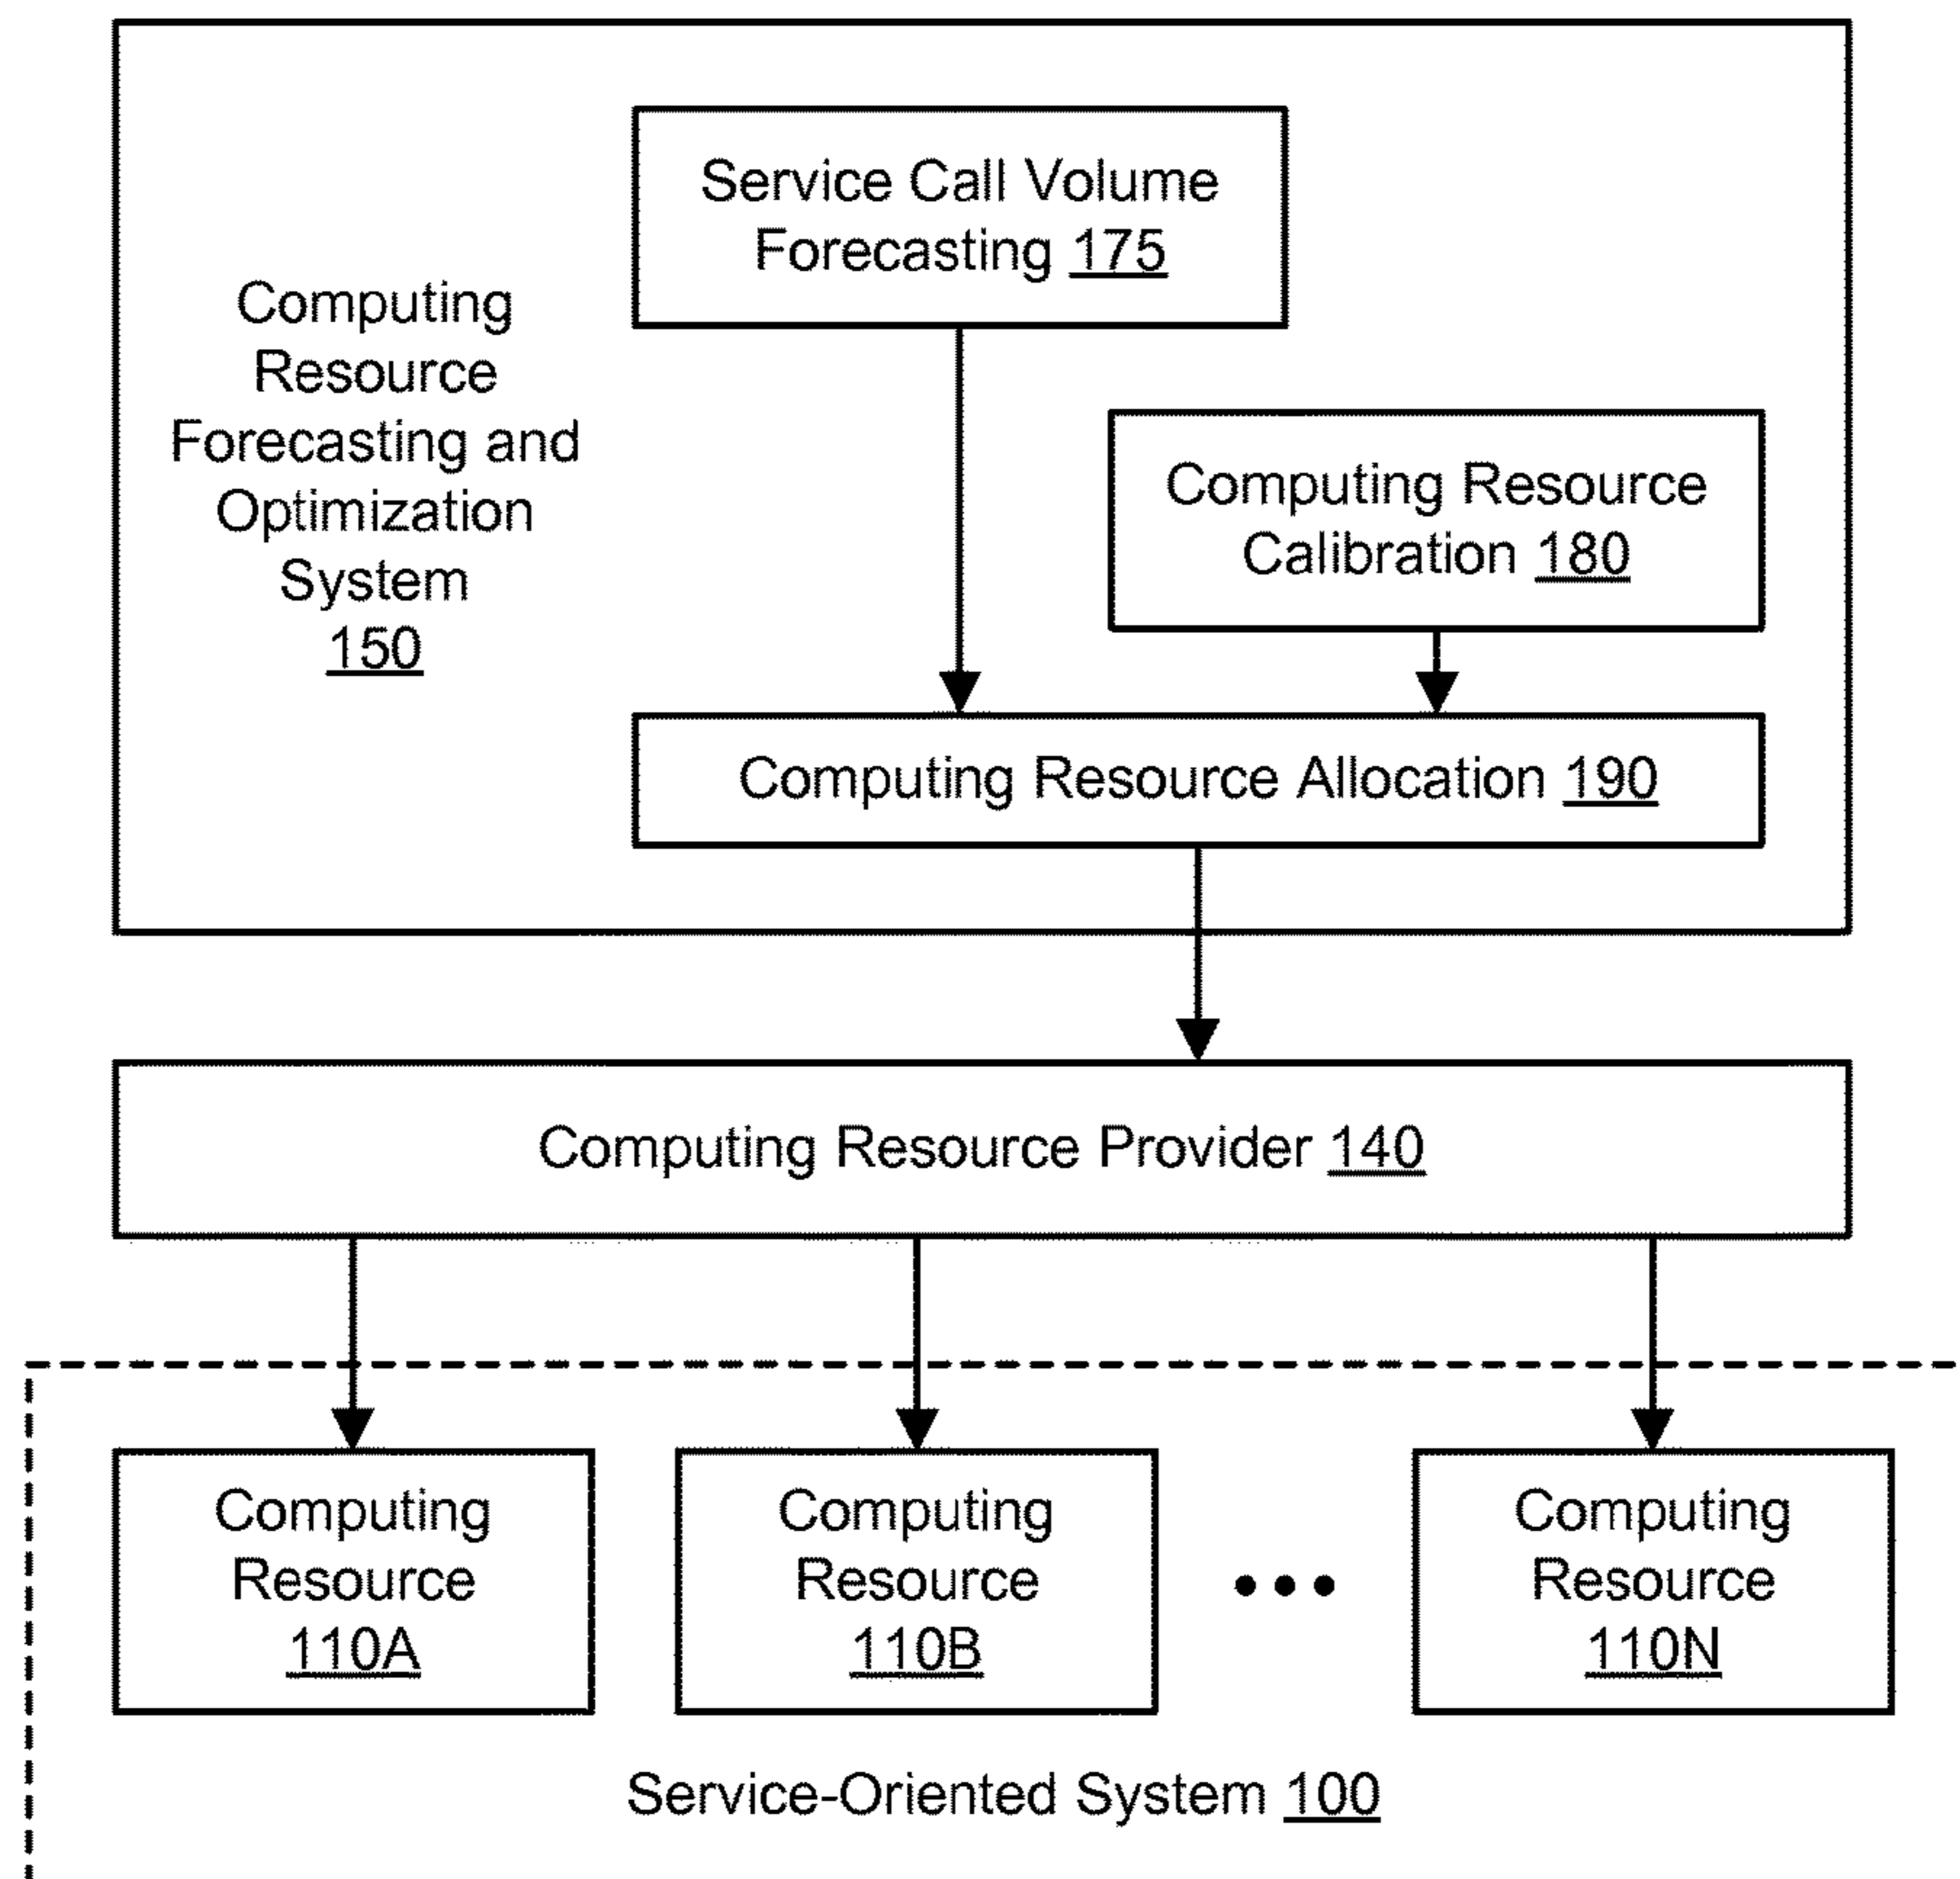 Service Call Volume
Forecasting 175
Computing
Resource
Forecasting and
Optimization
System
150
Computing Resource
Calibration 180
Computing Resource Allocation 190
Computing Resource Provider 140
Computing
Resource
110A
Computing
Resource
110B
Computing
Resource
110N
Service-Oriented System 100